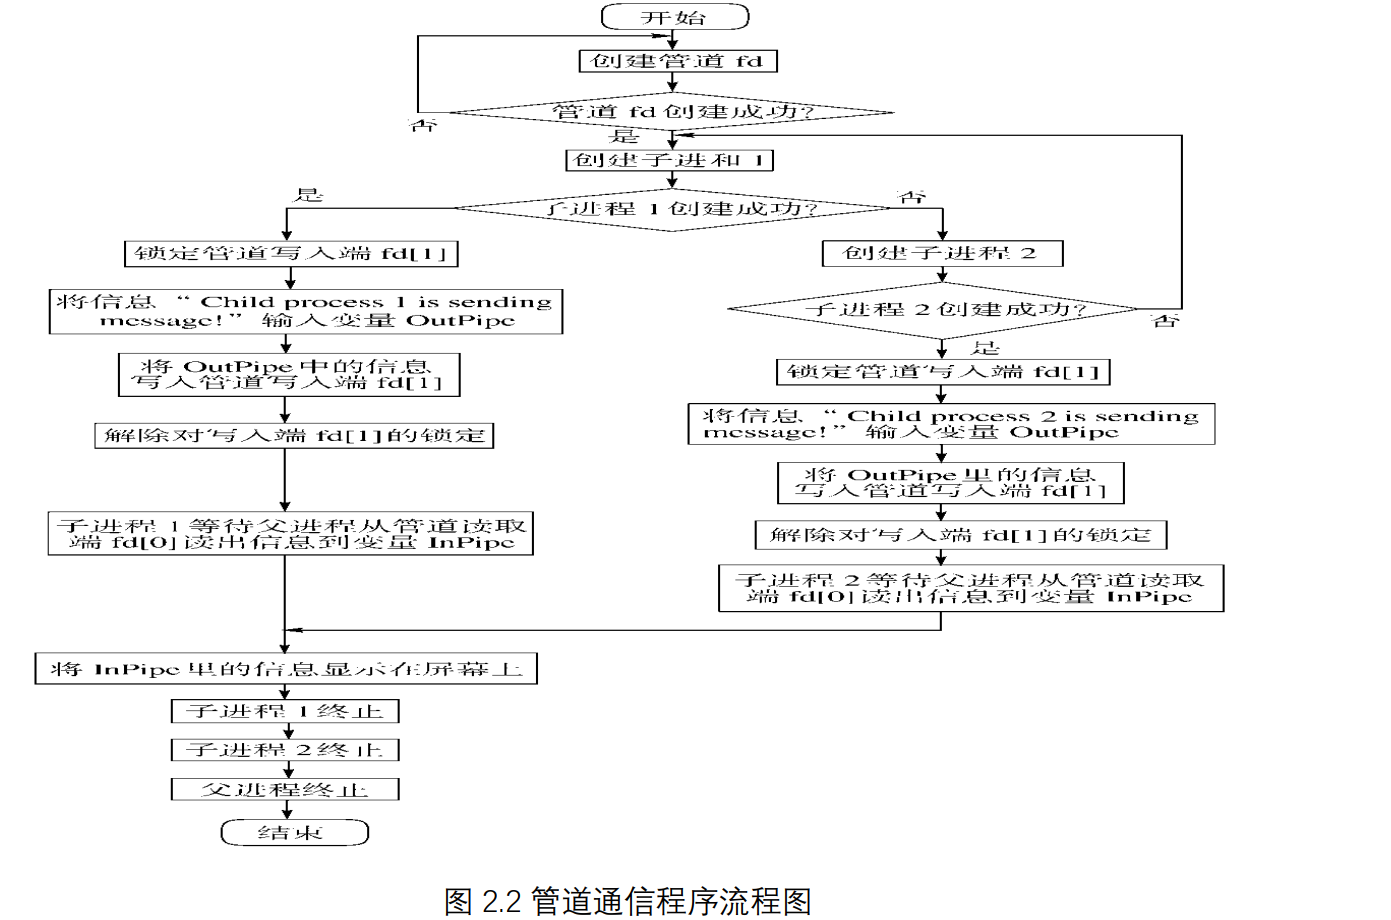 开始
创建管道 fd
管道 fd 创建成功?
否
是
创建子进和 1
子进程 1 创建成功?
是
否
锁定管道写入端 fd[1]
将信息 “ Child process 1 is sending
message!” 输入变量 OutPipe
将 OutPipe 中的信息
写入管道写入端 fd[1]
解除对写入端 fd[1] 的锁定
子进程 1 等待父进程从管道读取
端 fd[0] 读出信息到变量 InPipe
创建子进程 2
子进程 2 创建成功?
否
是
锁定管道写入端 fd[1]
将信息 “ Child process 2 is sending
message!” 输入变量 OutPipe
将 OutPipe 里的信息
写入管道写入端 fd[1]
解除对写入端 fd[1] 的锁定
子进程 2 等待父进程从管道读取
端 fd[0] 读出信息到变量 InPipe
将 InPipe 里的信息显示在屏幕上
子进程 1 终止
子进程 2 终止
父进程终止
结束
图 2.2 管道通信程序流程图